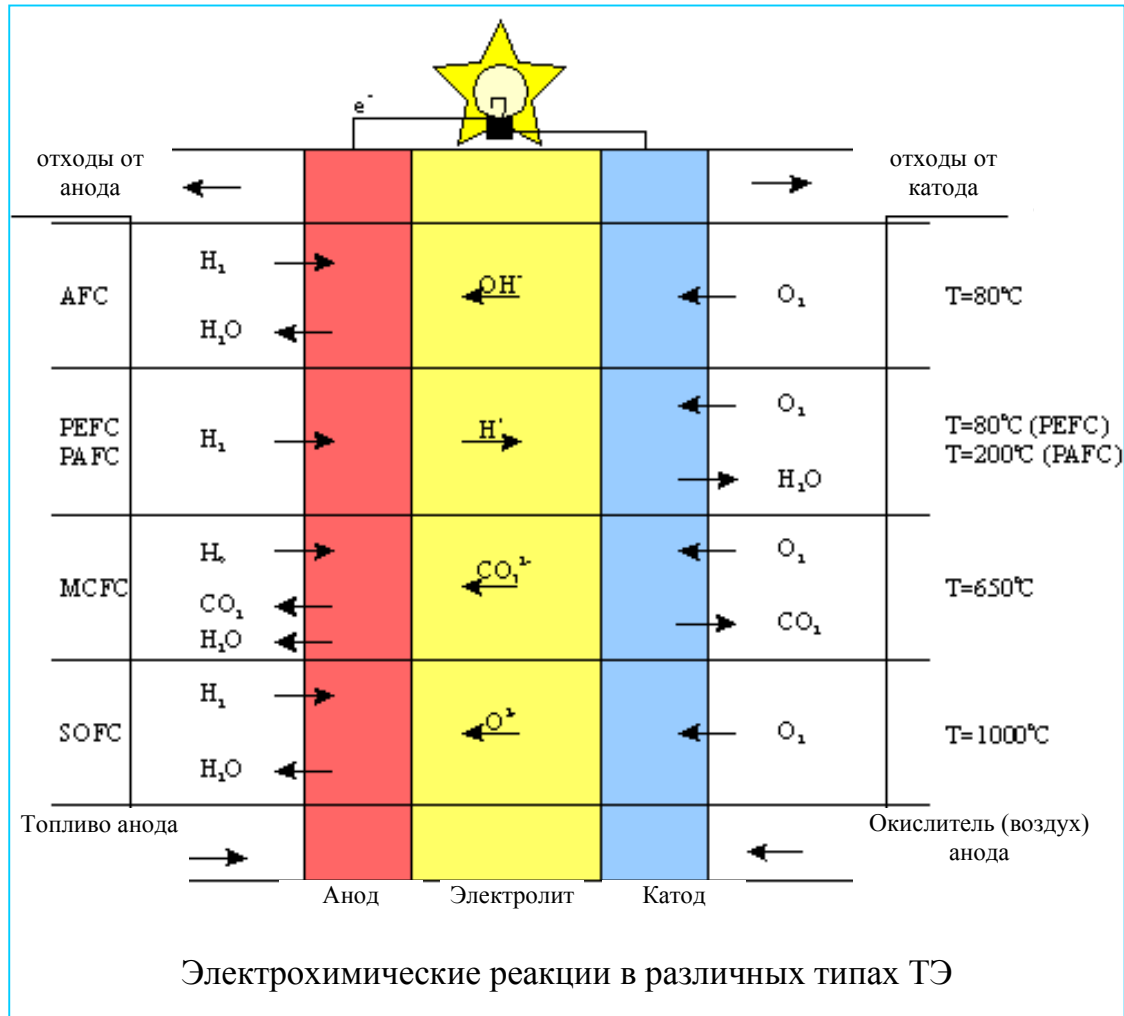 e⁻
отходы от
анода
отходы от
катода
AFC
H₁
H₁O
OH⁻
O₁
T=80°C
PEFC
PAFC
H₁
H⁺
O₁
H₁O
T=80°C (PEFC)
T=200°C (PAFC)
MCFC
H₂
CO₁
H₁O
CO₁²⁻
O₁
CO₁
T=650°C
SOFC
H₁
H₁O
O²⁻
O₁
T=1000°C
Топливо анода
Окислитель (воздух)
анода
Анод
Электролит
Катод
Электрохимические реакции в различных типах ТЭ